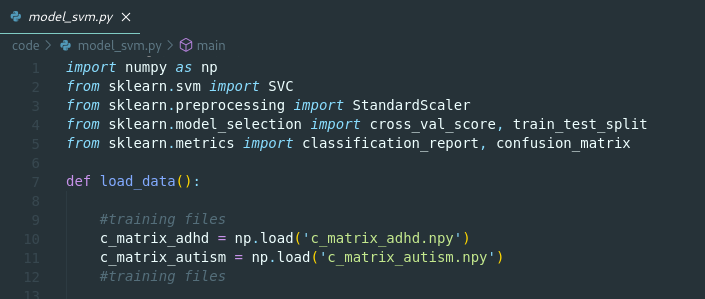 model_svm.py ×
code > model_svm.py > main
1 import numpy as np
2 from sklearn.svm import SVC
3 from sklearn.preprocessing import StandardScaler
4 from sklearn.model_selection import cross_val_score, train_test_split
5 from sklearn.metrics import classification_report, confusion_matrix
6
7 def load_data():
8
9 #training files
10 c_matrix_adhd = np.load('c_matrix_adhd.npy')
11 c_matrix_autism = np.load('c_matrix_autism.npy')
12 #training files
13